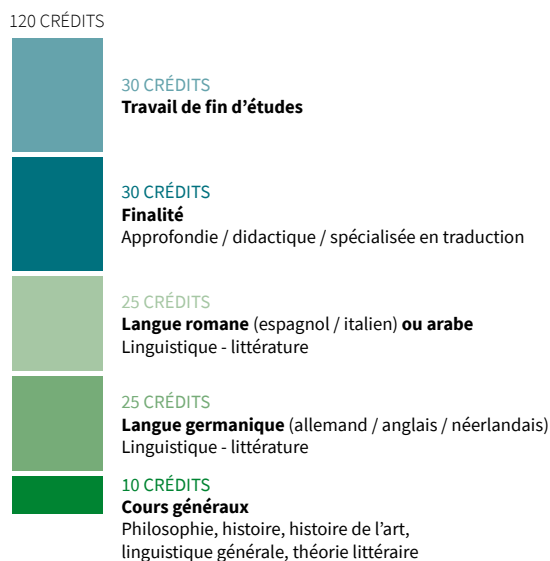 120 CRÉDITS
30 CRÉDITS
Travail de fin d’études
30 CRÉDITS
Finalité
Approfondie / didactique / spécialisée en traduction
25 CRÉDITS
Langue romane (espagnol / italien) ou arabe
Linguistique - littérature
25 CRÉDITS
Langue germanique (allemand / anglais / néerlandais)
Linguistique - littérature
10 CRÉDITS
Cours généraux
Philosophie, histoire, histoire de l’art,
linguistique générale, théorie littéraire